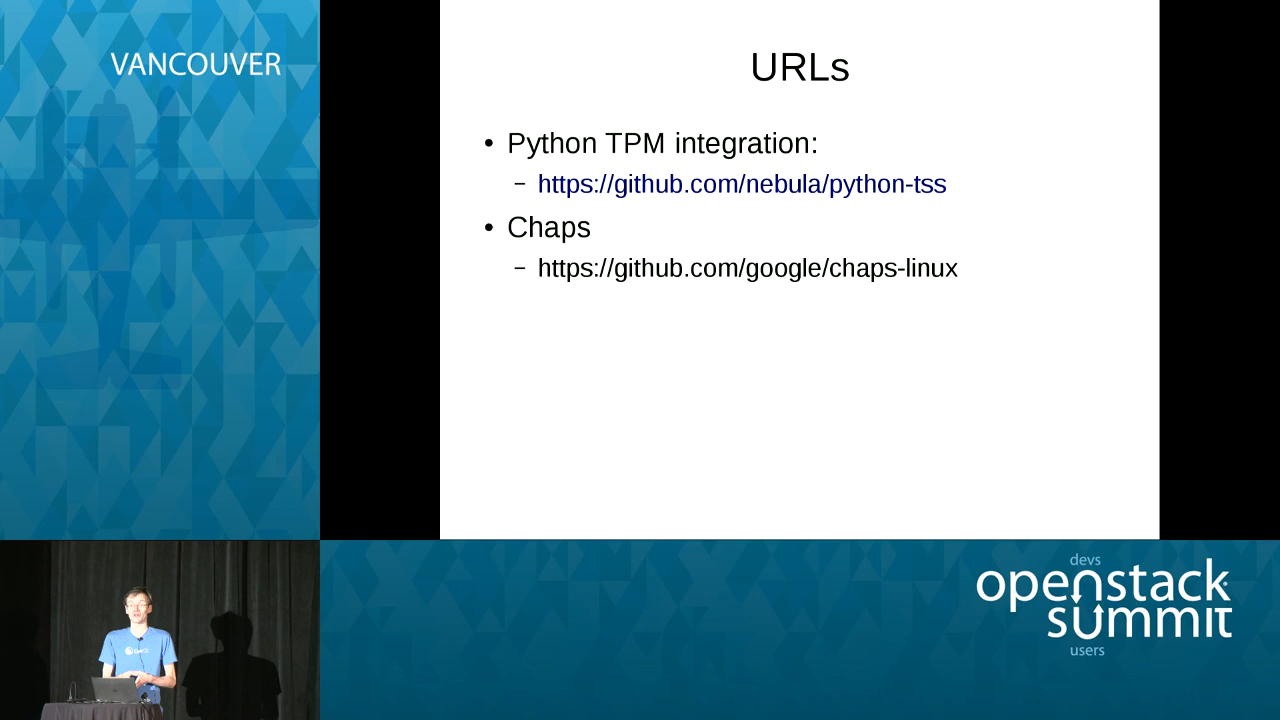 VANCOUVER
URLs
• Python TPM integration:
– https://github.com/nebula/python-tss
• Chaps
– https://github.com/google/chaps-linux
devs
openstack
summit
users